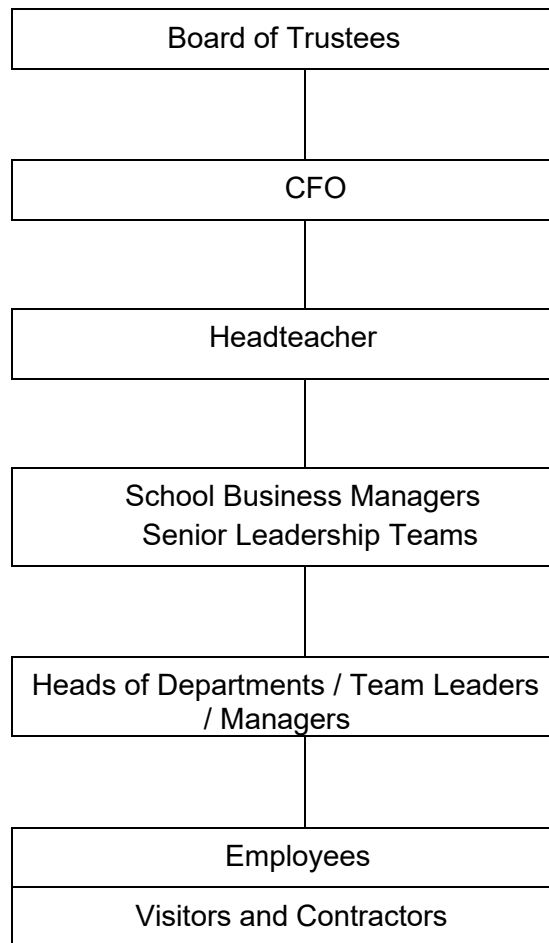 Board of Trustees
CFO
Headteacher
School Business Managers
Senior Leadership Teams
Heads of Departments / Team Leaders
/ Managers
Employees
Visitors and Contractors